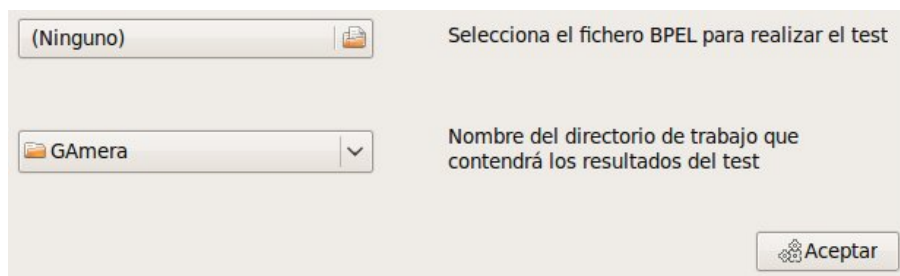 (Ninguno)
Selecciona el fichero BPEL para realizar el test
GAmera
Nombre del directorio de trabajo que
contendrá los resultados del test
Aceptar